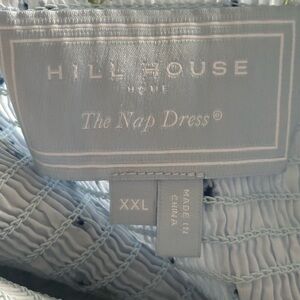 HILL HOUSE
HOME
The Nap Dress®
XXL
MADE IN
CHINA